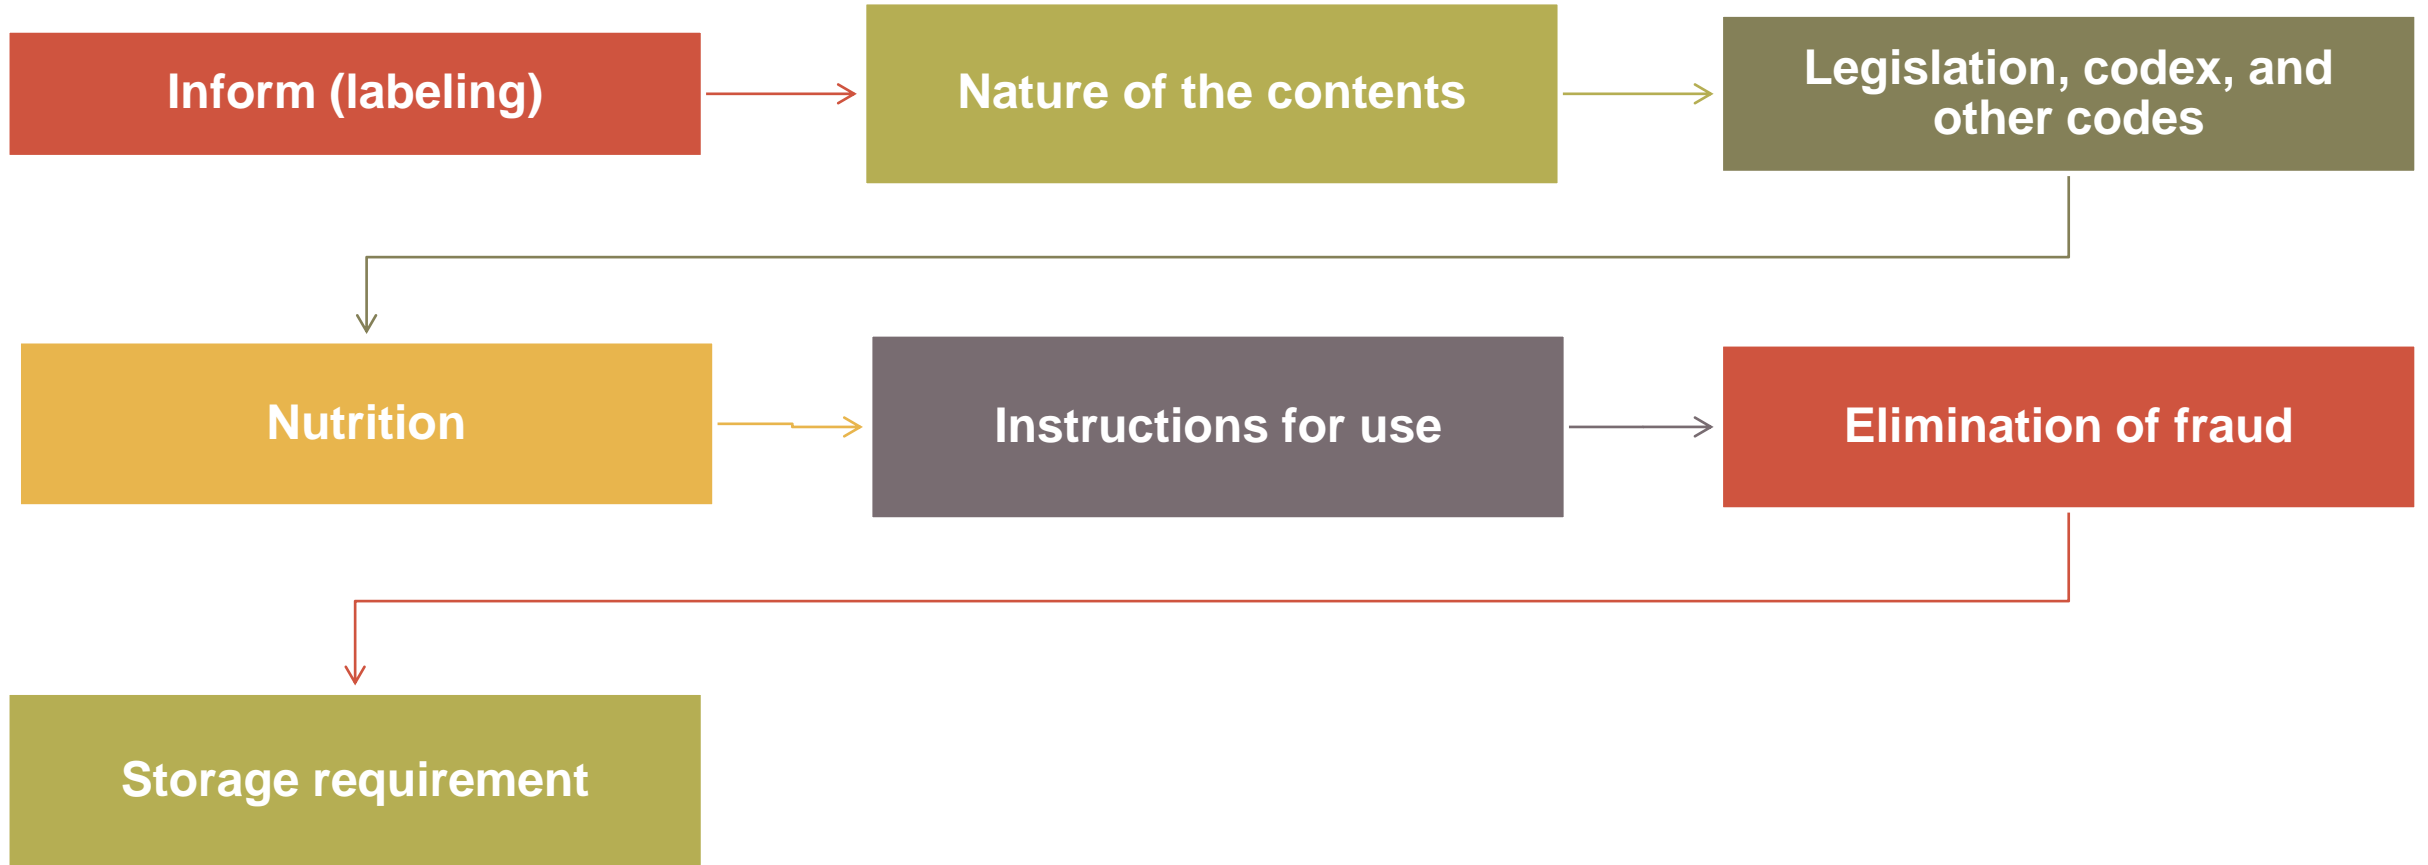 Inform (labeling)
Nature of the contents
Legislation, codex, and
other codes
Nutrition
Instructions for use
Elimination of fraud
Storage requirement